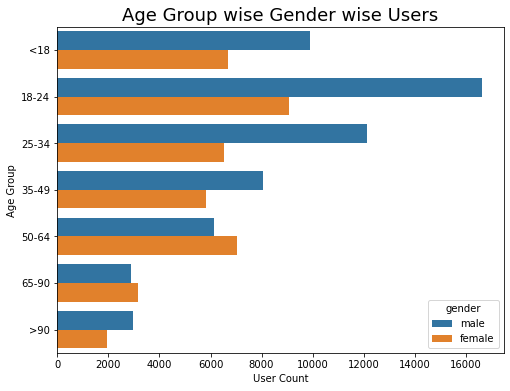 Age Group wise Gender wise Users
<18
18-24
25-34
35-49
50-64
65-90
>90
Age Group
gender
male
female
0 2000 4000 6000 8000 10000 12000 14000 16000
User Count